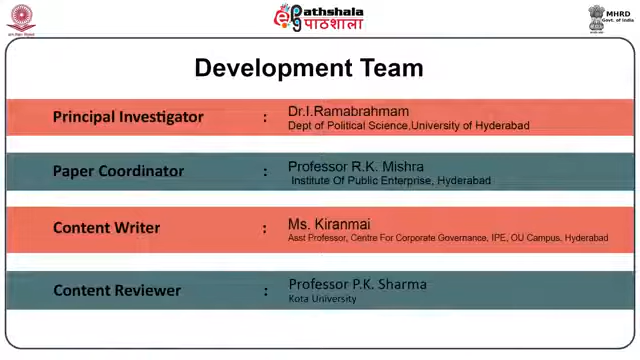 Pathshala
पाठशाला
MHRD
Govt. of India
Development Team
Principal Investigator : Dr.I.Ramabrahmam
Dept of Political Science,University of Hyderabad
Paper Coordinator : Professor R.K. Mishra
Institute Of Public Enterprise, Hyderabad
Content Writer : Ms. Kiranmai
Asst Professor, Centre For Corporate Governance, IPE, OU Campus, Hyderabad
Content Reviewer : Professor P.K. Sharma
Kota University